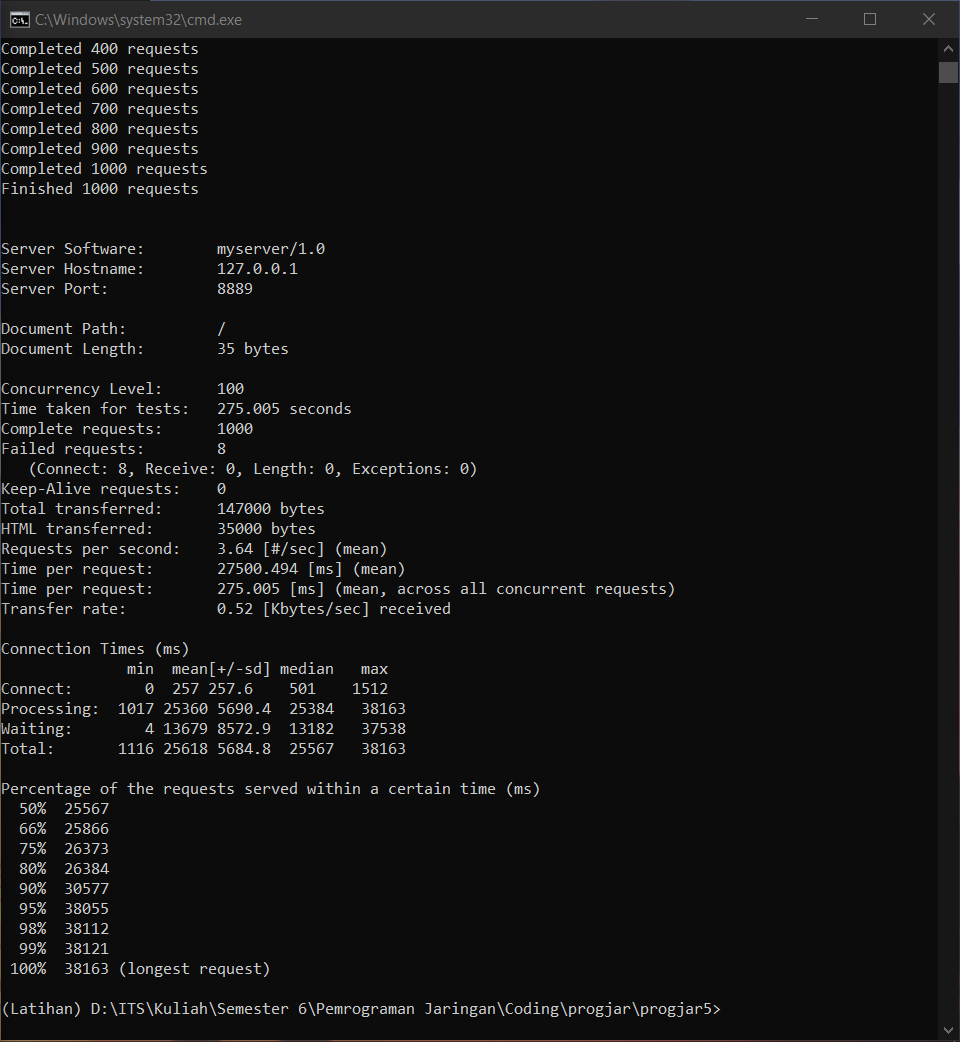 C:\Windows\system32\cmd.exe
Completed 400 requests
Completed 500 requests
Completed 600 requests
Completed 700 requests
Completed 800 requests
Completed 900 requests
Completed 1000 requests
Finished 1000 requests
Server Software:        myserver/1.0
Server Hostname:        127.0.0.1
Server Port:            8889
Document Path:          /
Document Length:        35 bytes
Concurrency Level:      100
Time taken for tests:   275.005 seconds
Complete requests:      1000
Failed requests:        8
   (Connect: 8, Receive: 0, Length: 0, Exceptions: 0)
Keep-Alive requests:    0
Total transferred:      147000 bytes
HTML transferred:       35000 bytes
Requests per second:    3.64 [#/sec] (mean)
Time per request:       27500.494 [ms] (mean)
Time per request:       275.005 [ms] (mean, across all concurrent requests)
Transfer rate:          0.52 [Kbytes/sec] received
Connection Times (ms)
              min  mean[+/-sd] median   max
Connect:        0  257 257.6    501    1512
Processing:  1017 25360 5690.4  25384   38163
Waiting:        4 13679 8572.9  13182   37538
Total:       1116 25618 5684.8  25567   38163
Percentage of the requests served within a certain time (ms)
  50%  25567
  66%  25866
  75%  26373
  80%  26384
  90%  30577
  95%  38055
  98%  38112
  99%  38121
 100%  38163 (longest request)
(Latihan) D:\ITS\Kuliah\Semester 6\Pemrograman Jaringan\Coding\progjar\progjar5>